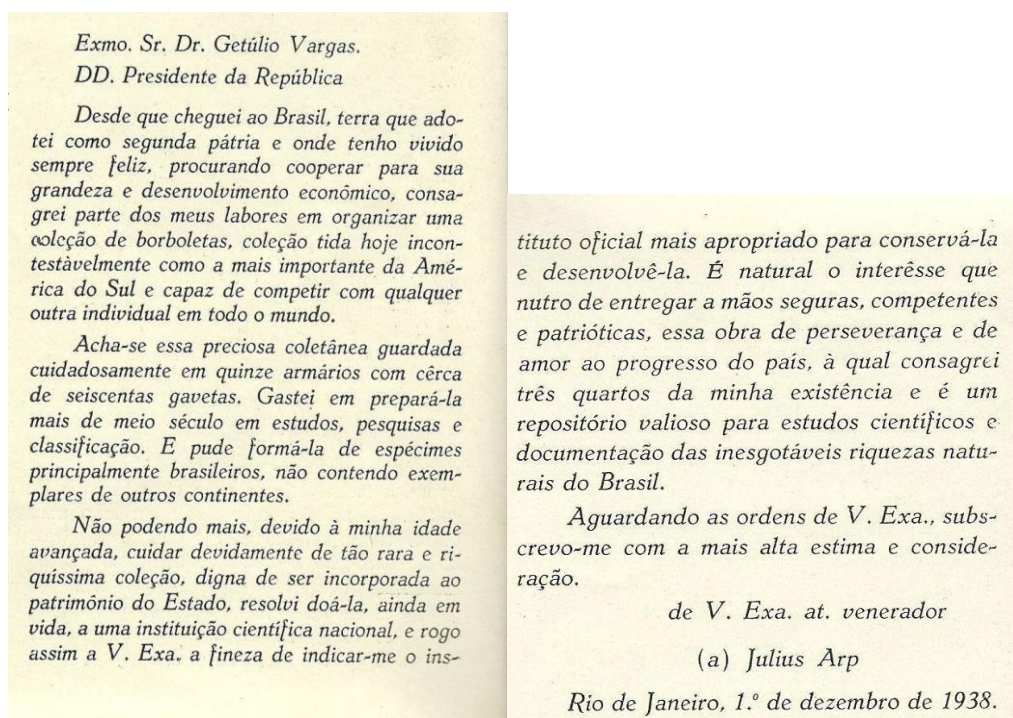 Exmo. Sr. Dr. Getúlio Vargas.
DD. Presidente da República
Desde que cheguei ao Brasil, terra que ado-
tei como segunda pátria e onde tenho vivido
sempre feliz, procurando cooperar para sua
grandeza e desenvolvimento econômico, consa-
grei parte dos meus labores em organizar uma
coleção de borboletas, coleção tida hoje incon-
testàvelmente como a mais importante da Amé-
rica do Sul e capaz de competir com qualquer
outra individual em todo o mundo.
Acha-se essa preciosa coletânea guardada
cuidadosamente em quinze armários com cêrca
de seiscentas gavetas. Gastei em prepará-la
mais de meio século em estudos, pesquisas e
classificação. E pude formá-la de espécimes
principalmente brasileiros, não contendo exem-
plares de outros continentes.
Não podendo mais, devido à minha idade
avançada, cuidar devidamente de tão rara e ri-
quíssima coleção, digna de ser incorporada ao
patrimônio do Estado, resolvi doá-la, ainda em
vida, a uma instituição científica nacional, e rogo
assim a V. Exa. a fineza de indicar-me o ins-
tituto oficial mais apropriado para conservá-la
e desenvolvê-la. É natural o interêsse que
nutro de entregar a mãos seguras, competentes
e patrióticas, essa obra de perseverança e de
amor ao progresso do país, à qual consagrei
três quartos da minha existência e é um
repositório valioso para estudos científicos e
documentação das inesgotáveis riquezas natu-
rais do Brasil.
Aguardando as ordens de V. Exa., subs-
crevo-me com a mais alta estima e conside-
ração.
de V. Exa. at. venerador
(a) Julius Arp
Rio de Janeiro, 1.º de dezembro de 1938.